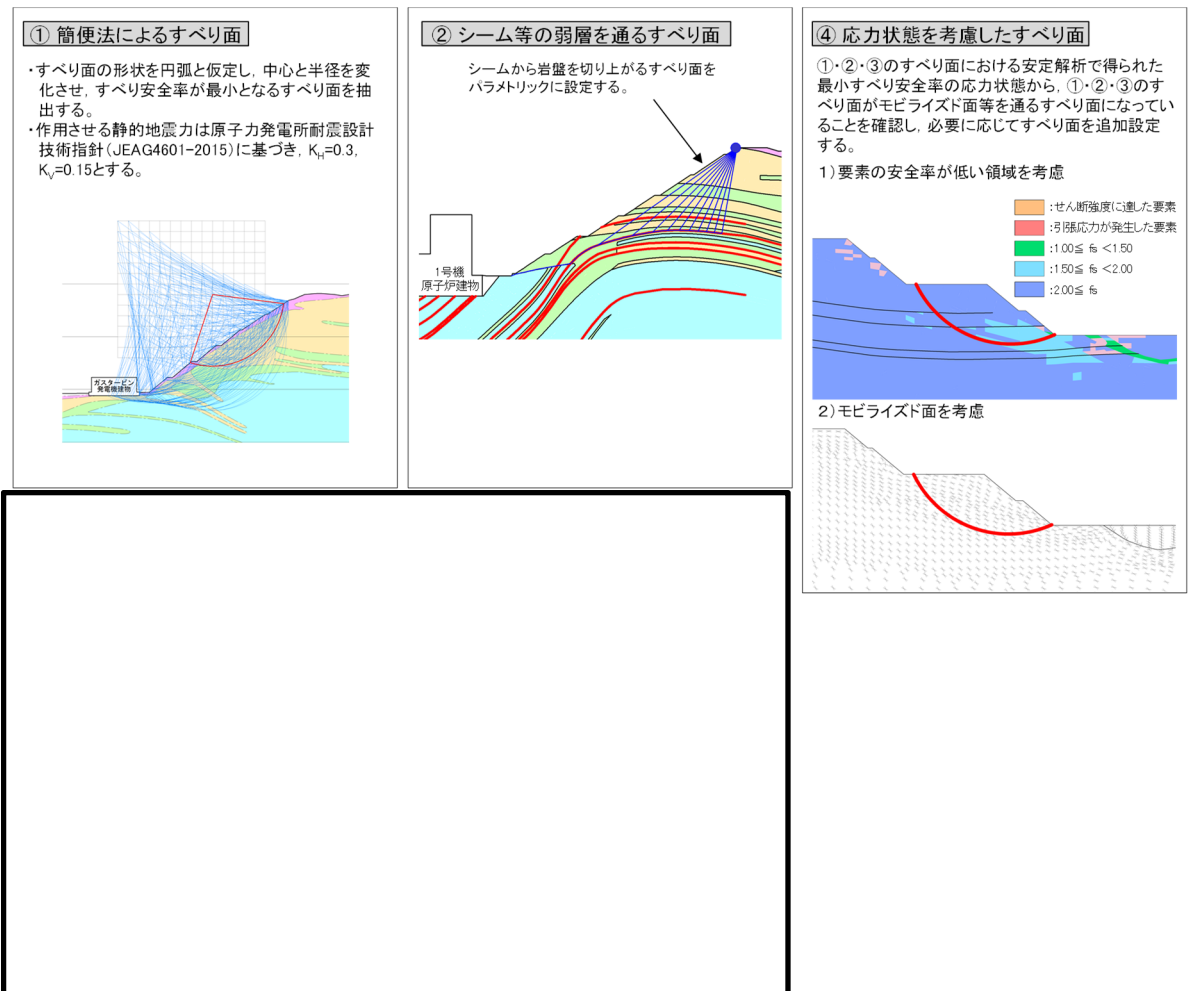 ① 簡便法によるすべり面
・すべり面の形状を円弧と仮定し，中心と半径を変
化させ，すべり安全率が最小となるすべり面を抽
出する。
・作用させる静的地震力は原子力発電所耐震設計
技術指針（JEAG4601-2015）に基づき，KH=0.3，
KV=0.15とする。
ガスタービン
発電機建物
② シーム等の弱層を通るすべり面
シームから岩盤を切り上がるすべり面を
パラメトリックに設定する。
1号機
原子炉建物
④ 応力状態を考慮したすべり面
①・②・③のすべり面における安定解析で得られた
最小すべり安全率の応力状態から，①・②・③のす
べり面がモビライズド面等を通るすべり面になってい
ることを確認し，必要に応じてすべり面を追加設定
する。
1）要素の安全率が低い領域を考慮
:せん断強度に達した要素
:引張応力が発生した要素
:1.00≦ fs <1.50
:1.50≦ fs <2.00
:2.00≦ fs
2）モビライズド面を考慮